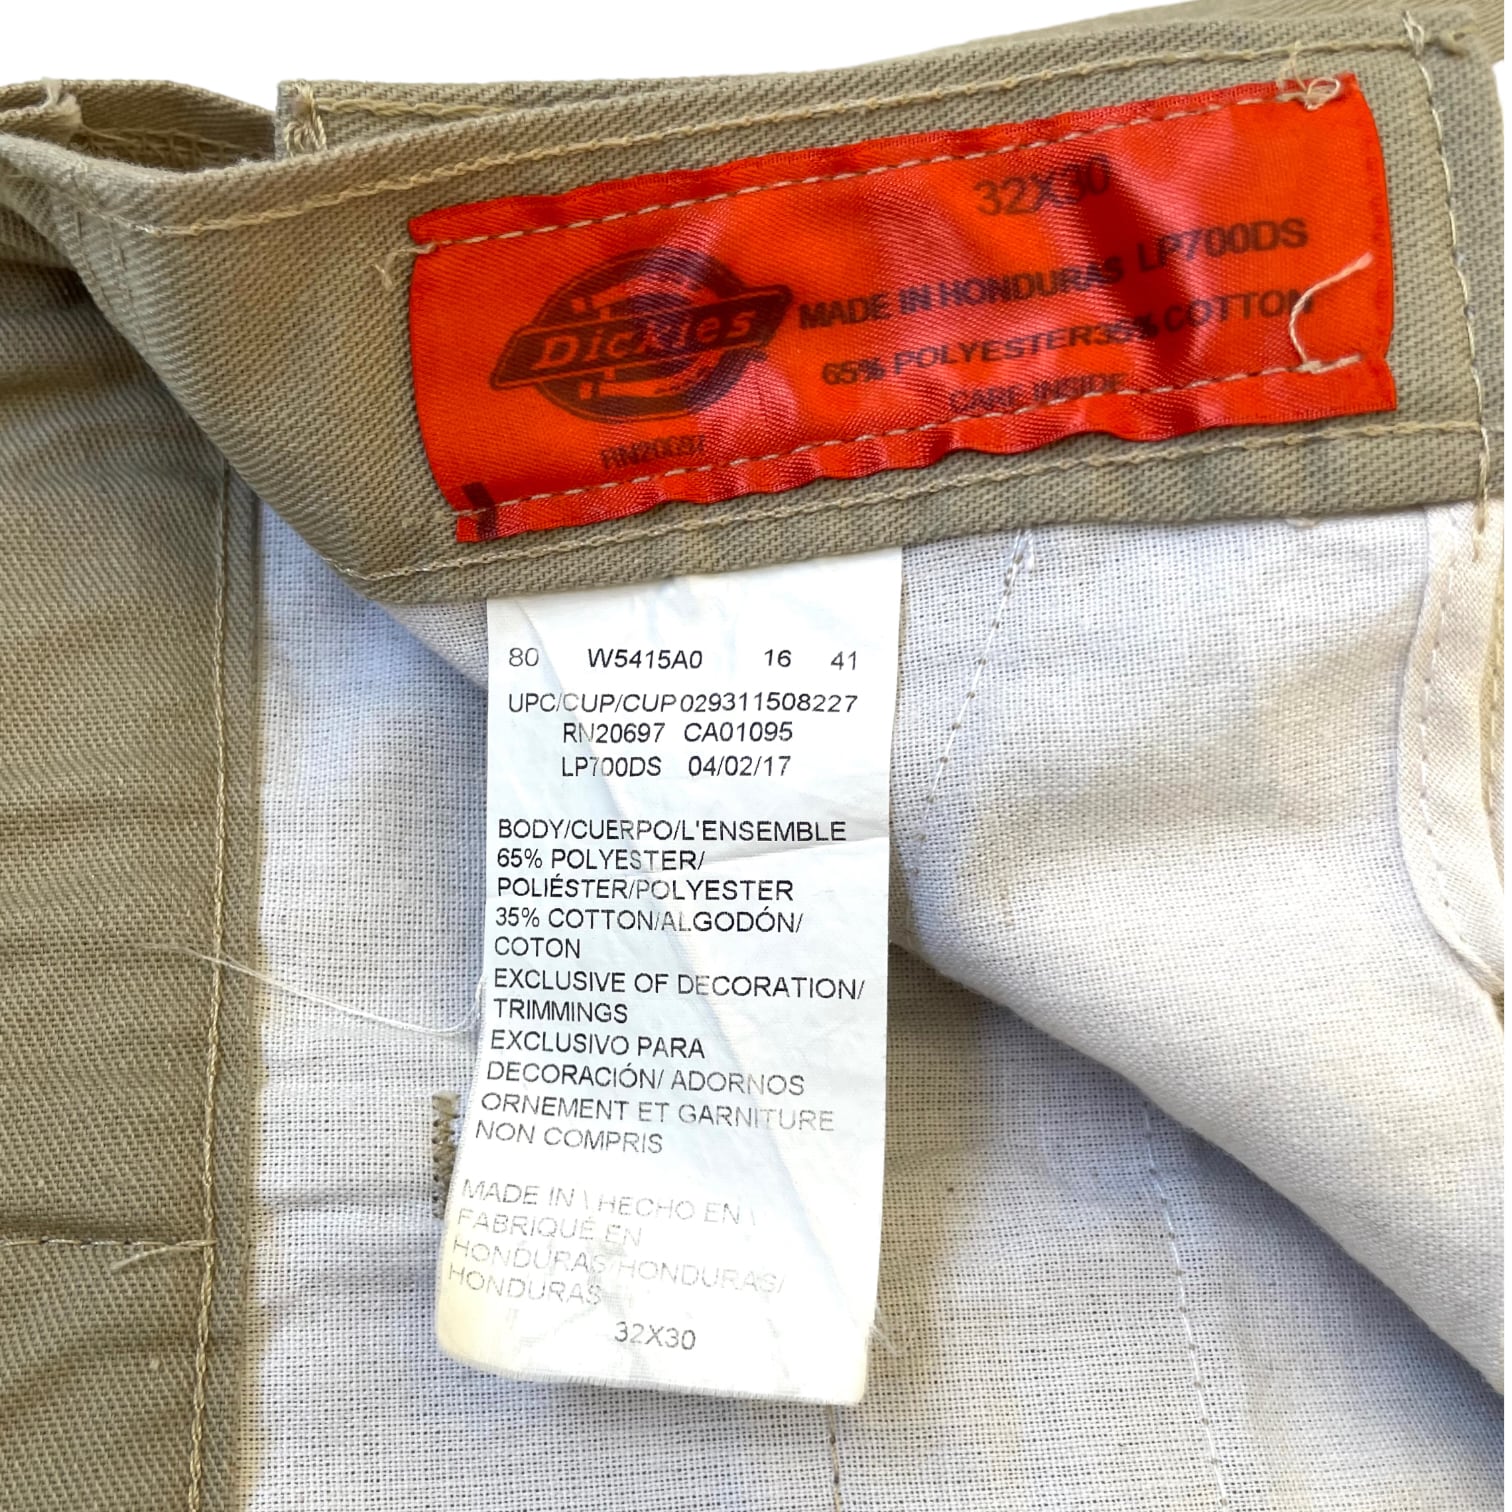 32X30
MADE IN HONDURAS LP700DS
Dickies
65% POLYESTER35% COTTON
CARE INSIDE
RN20697
80 W5415A0 16 41
UPC/CUP/CUP029311508227
RN20697 CA01095
LP700DS 04/02/17
BODY/CUERPO/L'ENSEMBLE
65% POLYESTER/
POLIÉSTER/POLYESTER
35% COTTON/ALGODÓN/
COTON
EXCLUSIVE OF DECORATION/
TRIMMINGS
EXCLUSIVO PARA
DECORACIÓN/ ADORNOS
ORNEMENT ET GARNITURE
NON COMPRIS
MADE IN \ HECHO EN \
FABRIQUÉ EN
HONDURAS/HONDURAS/
HONDURAS
32X30